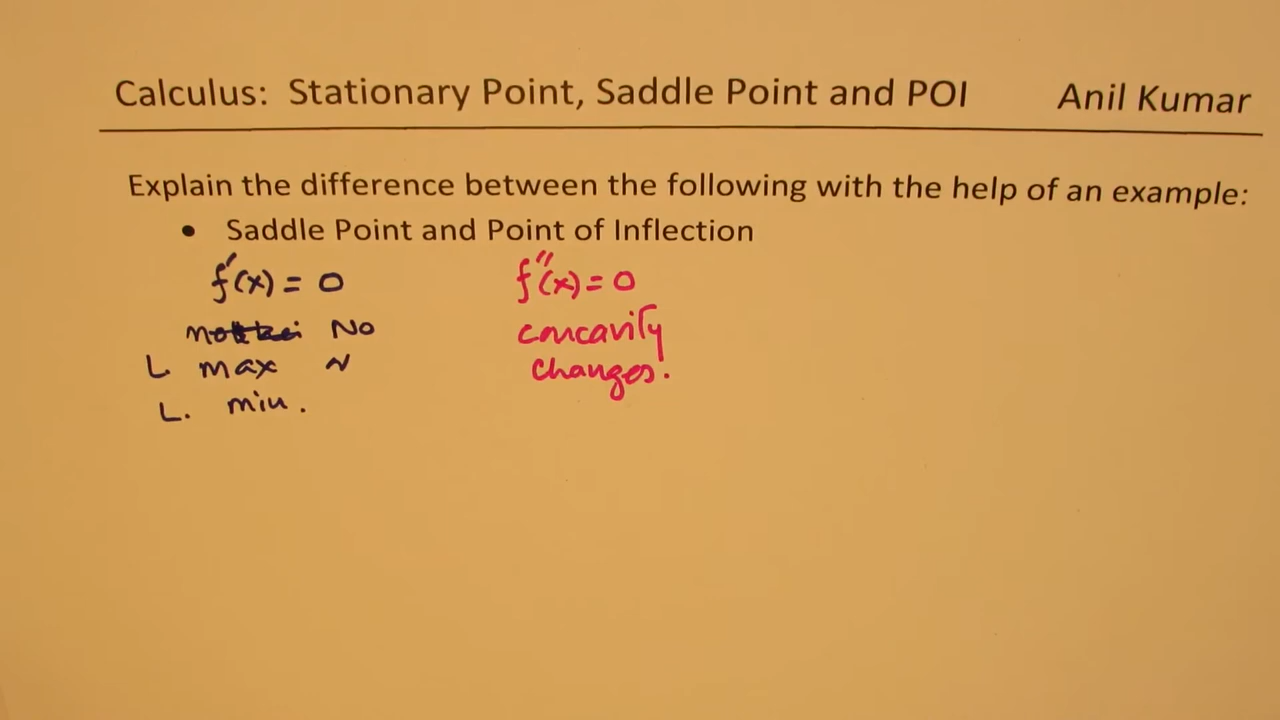 Calculus: Stationary Point, Saddle Point and POI Anil Kumar
Explain the difference between the following with the help of an example:
• Saddle Point and Point of Inflection
f'(x) = 0 f''(x) = 0
No concavity
L max changes.
L. min.